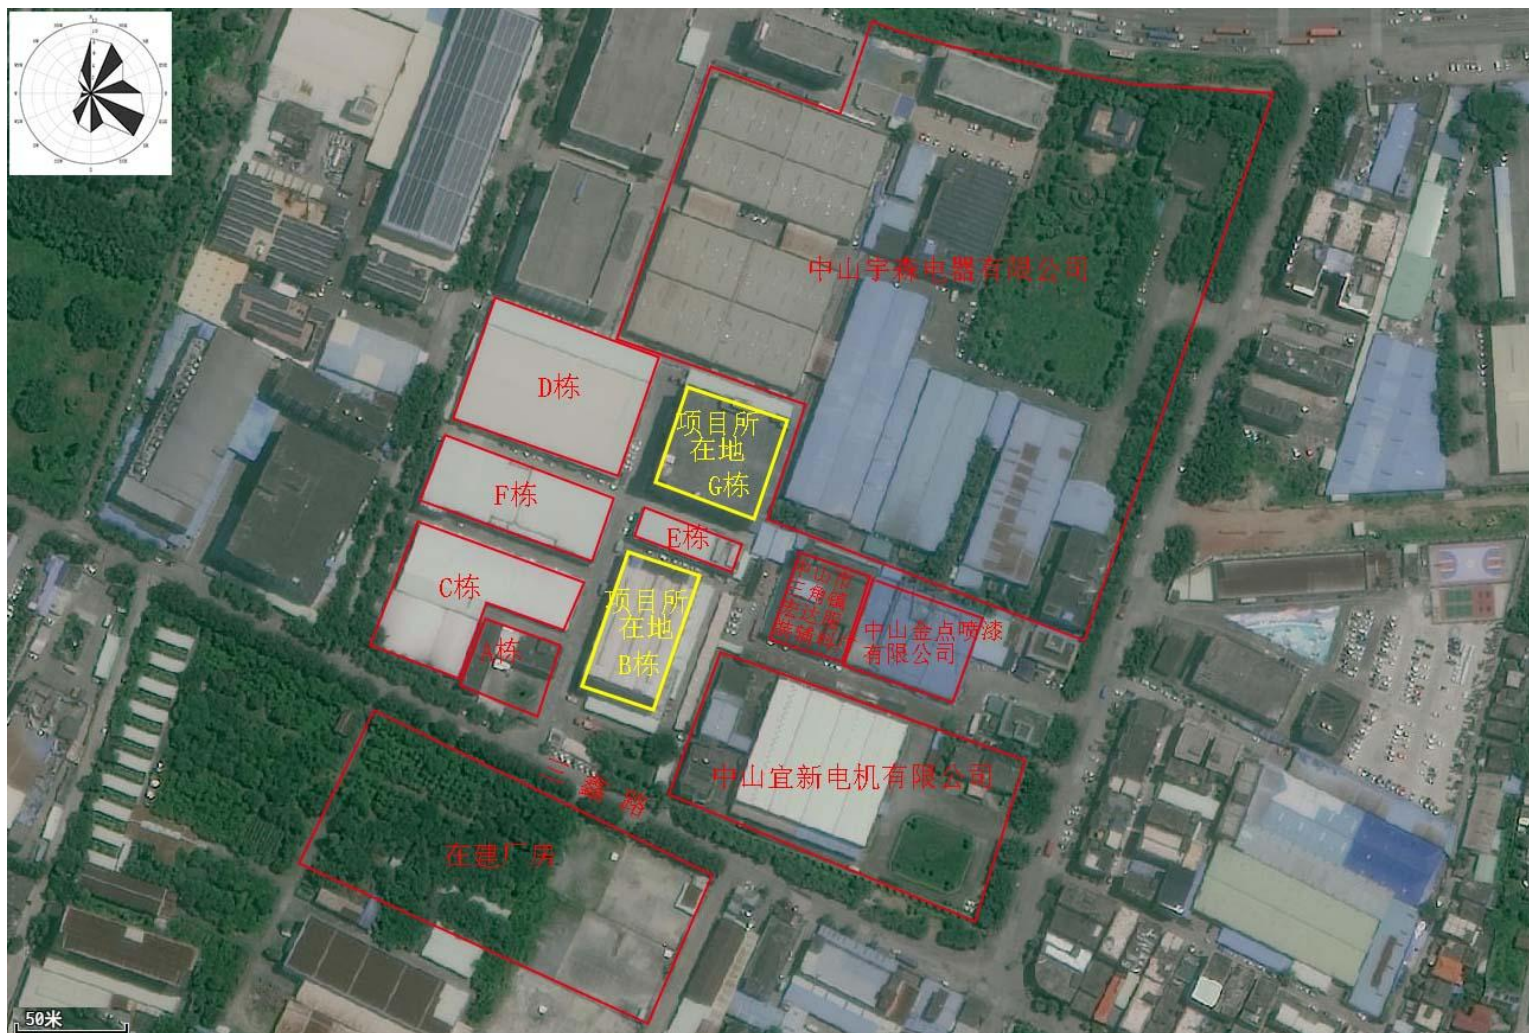 中山宇森电器有限公司
D栋
项目所
在地
G栋
F栋
E栋
C栋
项目所
在地
B栋
A栋
中山金点喷漆
有限公司
中山宜新电机有限公司
三鑫路
在建厂房
50米